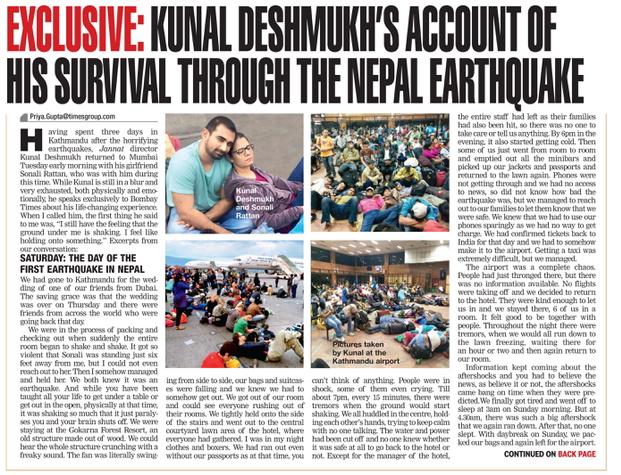 EXCLUSIVE: KUNAL DESHMUKH'S ACCOUNT OF
HIS SURVIVAL THROUGH THE NEPAL EARTHQUAKE
Priya.Gupta@timesgroup.com
Having spent three days in
Kathmandu after the horrifying
earthquakes, Jannat director
Kunal Deshmukh returned to Mumbai
Tuesday early morning with his girlfriend
Sonali Rattan, who was with him during
this time. While Kunal is still in a blur and
very exhausted, both physically and emo-
tionally, he speaks exclusively to Bombay
Times about his life-changing experience.
When I called him, the first thing he said
to me was, "I still have the feeling that the
ground under me is shaking. I feel like
holding onto something." Excerpts from
our conversation:
SATURDAY: THE DAY OF THE
FIRST EARTHQUAKE IN NEPAL
We had gone to Kathmandu for the wed-
ding of one of our friends from Dubai.
The saving grace was that the wedding
was over on Thursday and there were
friends from across the world who were
going back that day.
We were in the process of packing and
checking out when suddenly the entire
room began to shake and shake. It got so
violent that Sonali was standing just six
feet away from me, but I could not even
reach out to her. Then I somehow managed
and held her. We both knew it was an
earthquake. And while you have been
taught all your life to get under a table or
get out in the open, physically at that time,
it was shaking so much that it just paraly-
ses you and your brain shuts off. We were
staying at the Gokarna Forest Resort, an
old structure made out of wood. We could
hear the whole structure crunching with a
freaky sound. The fan was literally swing-
Kunal
Deshmukh
and Sonali
Rattan
Pictures taken
by Kunal at the
Kathmandu airport
ing from side to side, our bags and suitcas-
es were falling and we knew we had to
somehow get out. We got out of our room
and could see everyone rushing out of
their rooms. We tightly held onto the side
of the stairs and went out to the central
courtyard lawn area of the hotel, where
everyone had gathered. I was in my night
clothes and boxers. We had run out even
without our passports as at that time, you
can't think of anything. People were in
shock, some of them even crying. Till
about 7pm, every 15 minutes, there were
tremors when the ground would start
shaking. We all huddled in the centre, hold-
ing each other's hands, trying to keep calm
with no one talking. The water and power
had been cut off and no one knew whether
it was safe at all to go back to the hotel or
not. Except for the manager of the hotel,
the entire staff had left as their families
had also been hit, so there was no one to
take care or tell us anything. By 6pm in the
evening, it also started getting cold. Then
some of us just went from room to room
and emptied out all the minibars and
picked up our jackets and passports and
returned to the lawn again. Phones were
not getting through and we had no access
to news, so did not know how bad the
earthquake was, but we managed to reach
out to our families to let them know that we
were safe. We knew that we had to use our
phones sparingly as we had no way to get
charge. We had confirmed tickets back to
India for that day and we had to somehow
make it to the airport. Getting a taxi was
extremely difficult, but we managed.
The airport was a complete chaos.
People had just thronged there, but there
was no information available. No flights
were taking off and we decided to return
to the hotel. They were kind enough to let
us in and we stayed there, 6 of us in a
room. It felt good to be together with
people. Throughout the night there were
tremors, when we would all run down to
the lawn freezing, waiting there for
an hour or two and then again return to
our room.
Information kept coming about the
aftershocks and you had to believe the
news, as believe it or not, the aftershocks
came bang on time when they were pre-
dicted.We finally got tired and went off to
sleep at 3am on Sunday morning. But at
4.30am, there was such a big aftershock
that we again ran down. After that, no one
slept. With daybreak on Sunday, we pac-
ked our bags and again left for the airport.
CONTINUED ON BACK PAGE